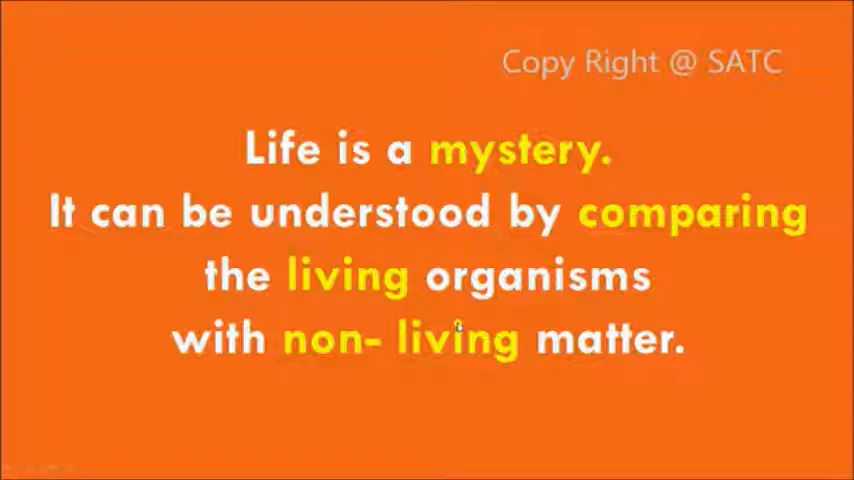 Copy Right @ SATC
Life is a mystery.
It can be understood by comparing
the living organisms
with non- living matter.